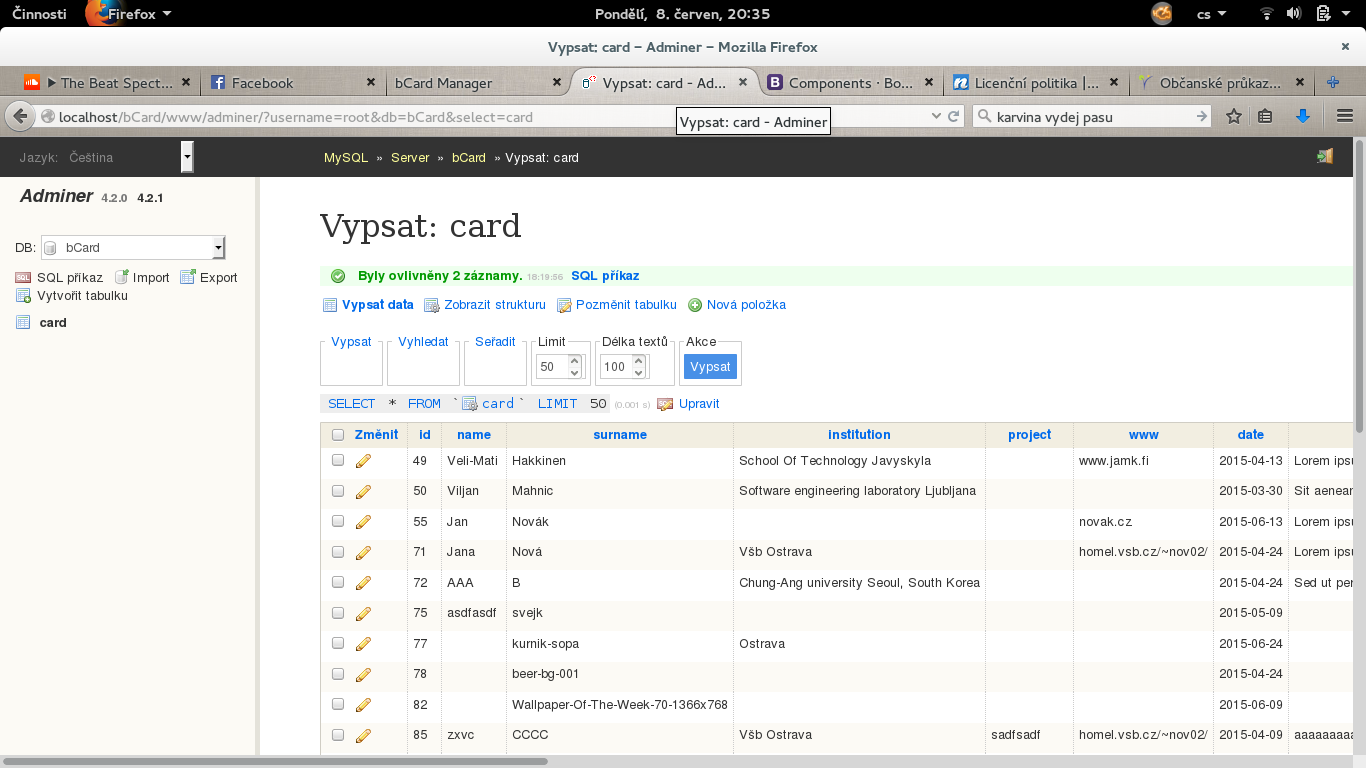 Činnosti Firefox Pondělí, 8. červen, 20:35 cs
Vypsat: card – Adminer – Mozilla Firefox
The Beat Spect... Facebook bCard Manager Vypsat: card - Ad... Components · Bo... Licenční politika |... Občanské průkaz...
localhost/bCard/www/adminer/?username=root&db=bCard&select=card karvina vydej pasu
Vypsat: card - Adminer
Jazyk: Čeština MySQL » Server » bCard » Vypsat: card
Adminer 4.2.0 4.2.1
DB: bCard
SQL příkaz Import Export
Vytvořit tabulku
card
Vypsat: card
Byly ovlivněny 2 záznamy. 18:19:56 SQL příkaz
Vypsat data Zobrazit strukturu Pozměnit tabulku Nová položka
Vypsat Vyhledat Seřadit Limit Délka textů Akce
50 100 Vypsat
SELECT * FROM `card` LIMIT 50 (0.001 s) Upravit
Změnit id name surname institution project www date
49 Veli-Mati Hakkinen School Of Technology Javyskyla www.jamk.fi 2015-04-13 Lorem ipsu
50 Viljan Mahnic Software engineering laboratory Ljubljana 2015-03-30 Sit aenean
55 Jan Novák novak.cz 2015-06-13 Lorem ipsu
71 Jana Nová Všb Ostrava homel.vsb.cz/~nov02/ 2015-04-24 Lorem ipsu
72 AAA B Chung-Ang university Seoul, South Korea 2015-04-24 Sed ut per
75 asdfasdf svejk 2015-05-09
77 kurnik-sopa Ostrava 2015-06-24
78 beer-bg-001 2015-04-24
82 Wallpaper-Of-The-Week-70-1366x768 2015-06-09
85 zxvc CCCC Všb Ostrava sadfsadf homel.vsb.cz/~nov02/ 2015-04-09 aaaaaaaaa